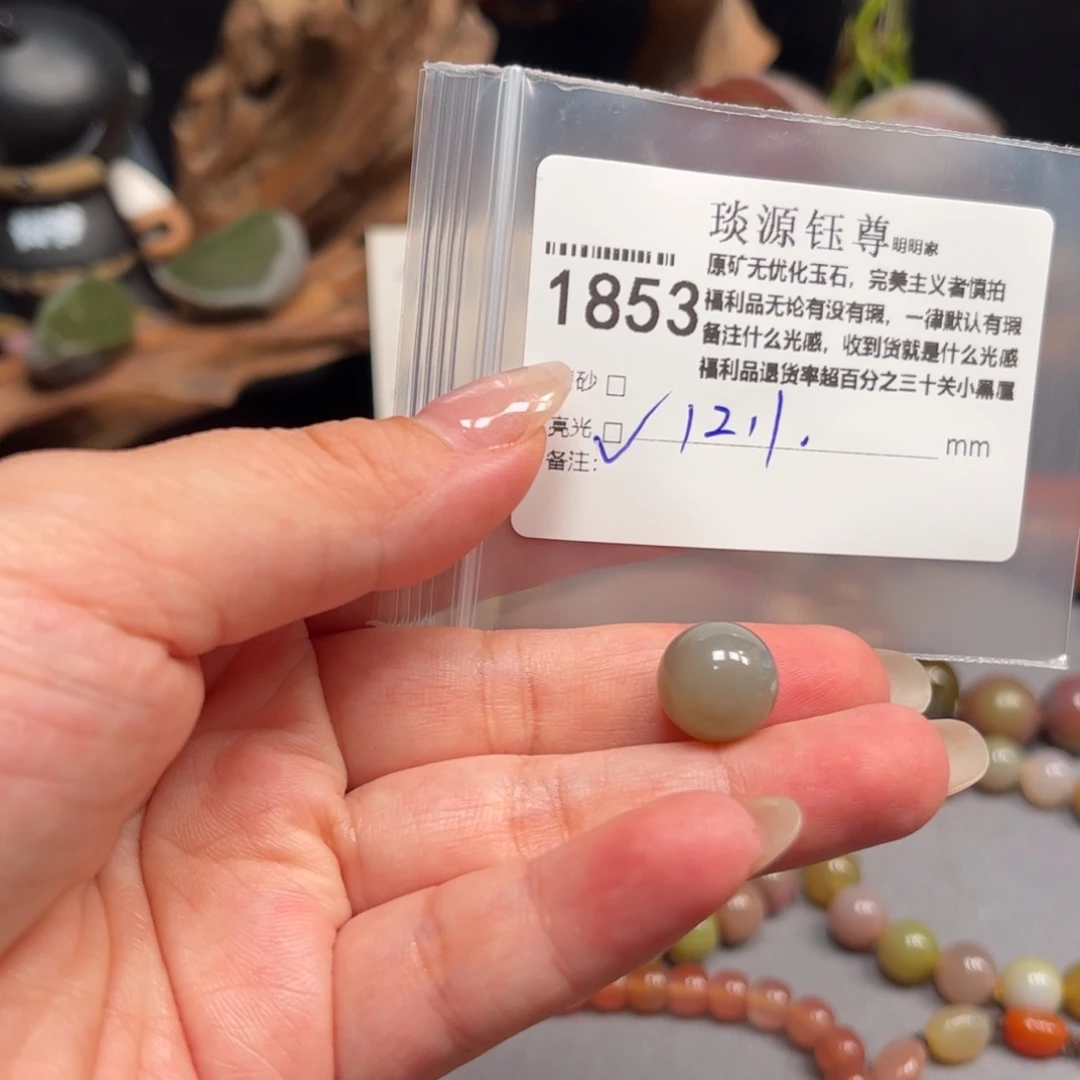 琰源钰尊明明家
原矿无优化玉石，完美主义者慎拍
1853
福利品无论有没有瑕，一律默认有瑕
备注什么光感，收到货就是什么光感
福利品退货率超百分之三十关小黑屋
砂 □
亮光 □ ✓ 12.1. mm
备注: